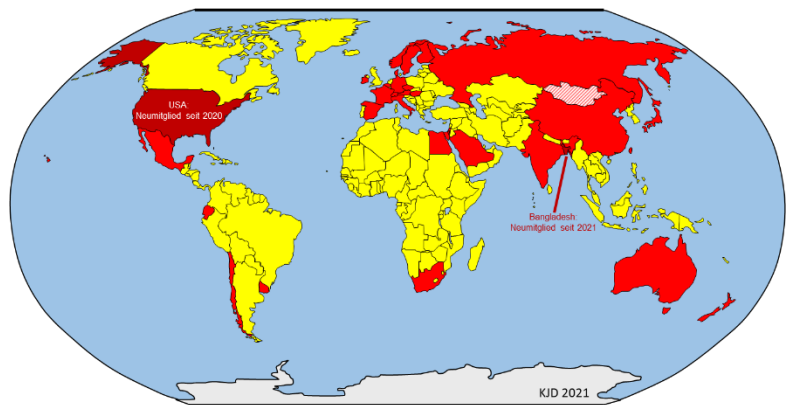 USA:
Neumitglied seit 2020
Bangladesh:
Neumitglied seit 2021
KJD 2021